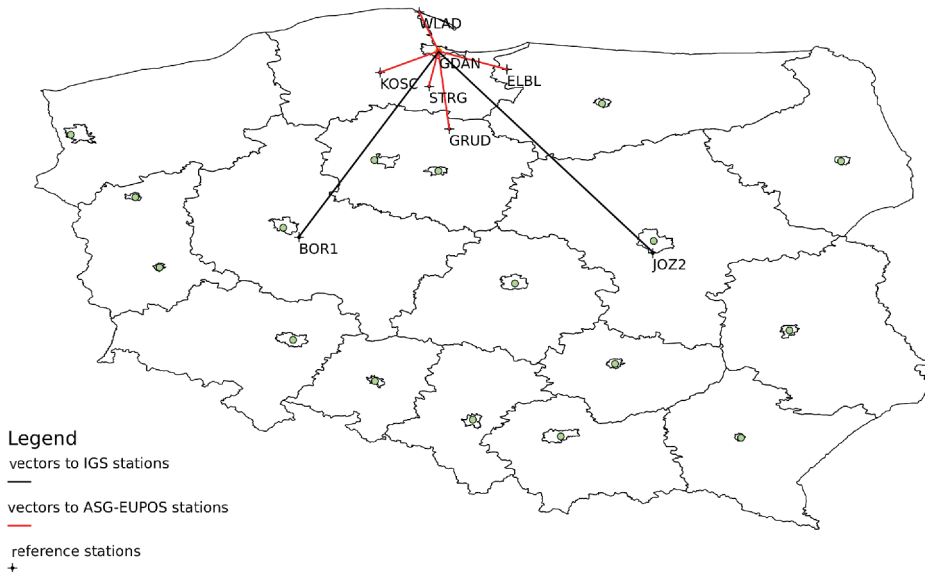 WLAD
GDAN
KOSC
ELBL
STRG
GRUD
BOR1
JOZ2
Legend
vectors to IGS stations
vectors to ASG-EUPOS stations
reference stations